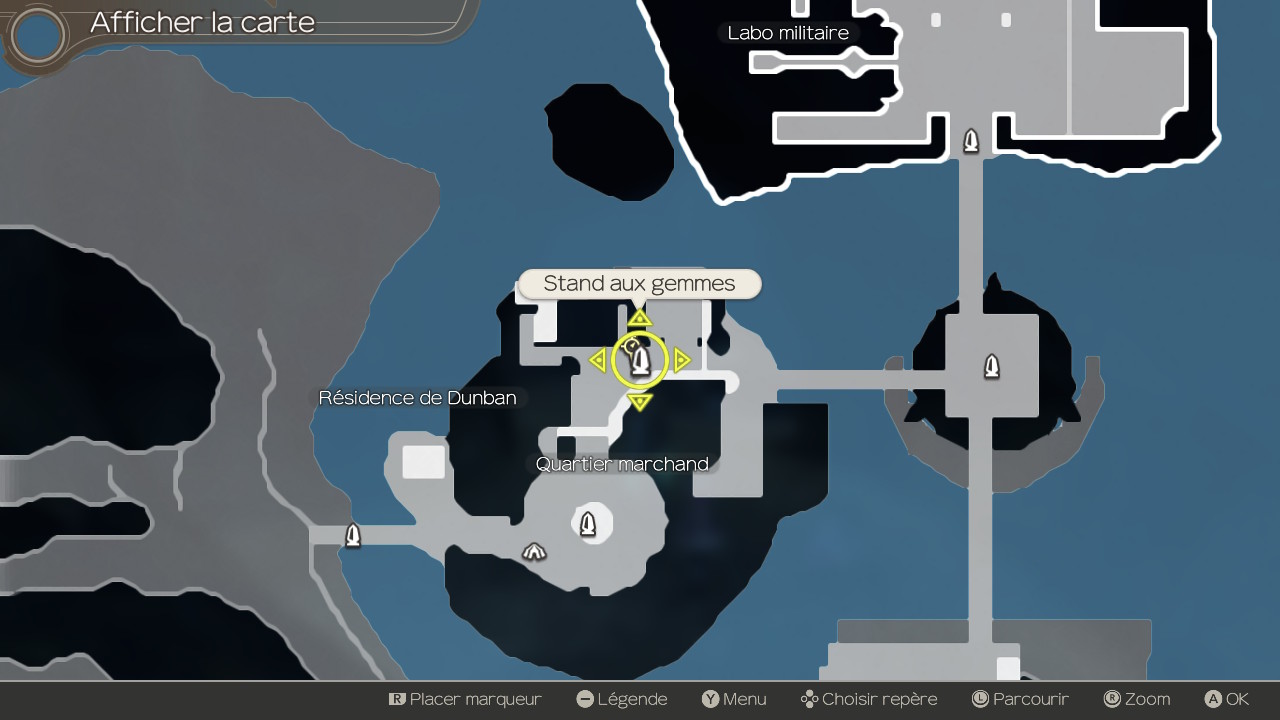 Afficher la carte
Labo militaire
Stand aux gemmes
Résidence de Dunban
Quartier marchand
R Placer marqueur
Légende
Y Menu
Choisir repère
L Parcourir
R Zoom
A OK